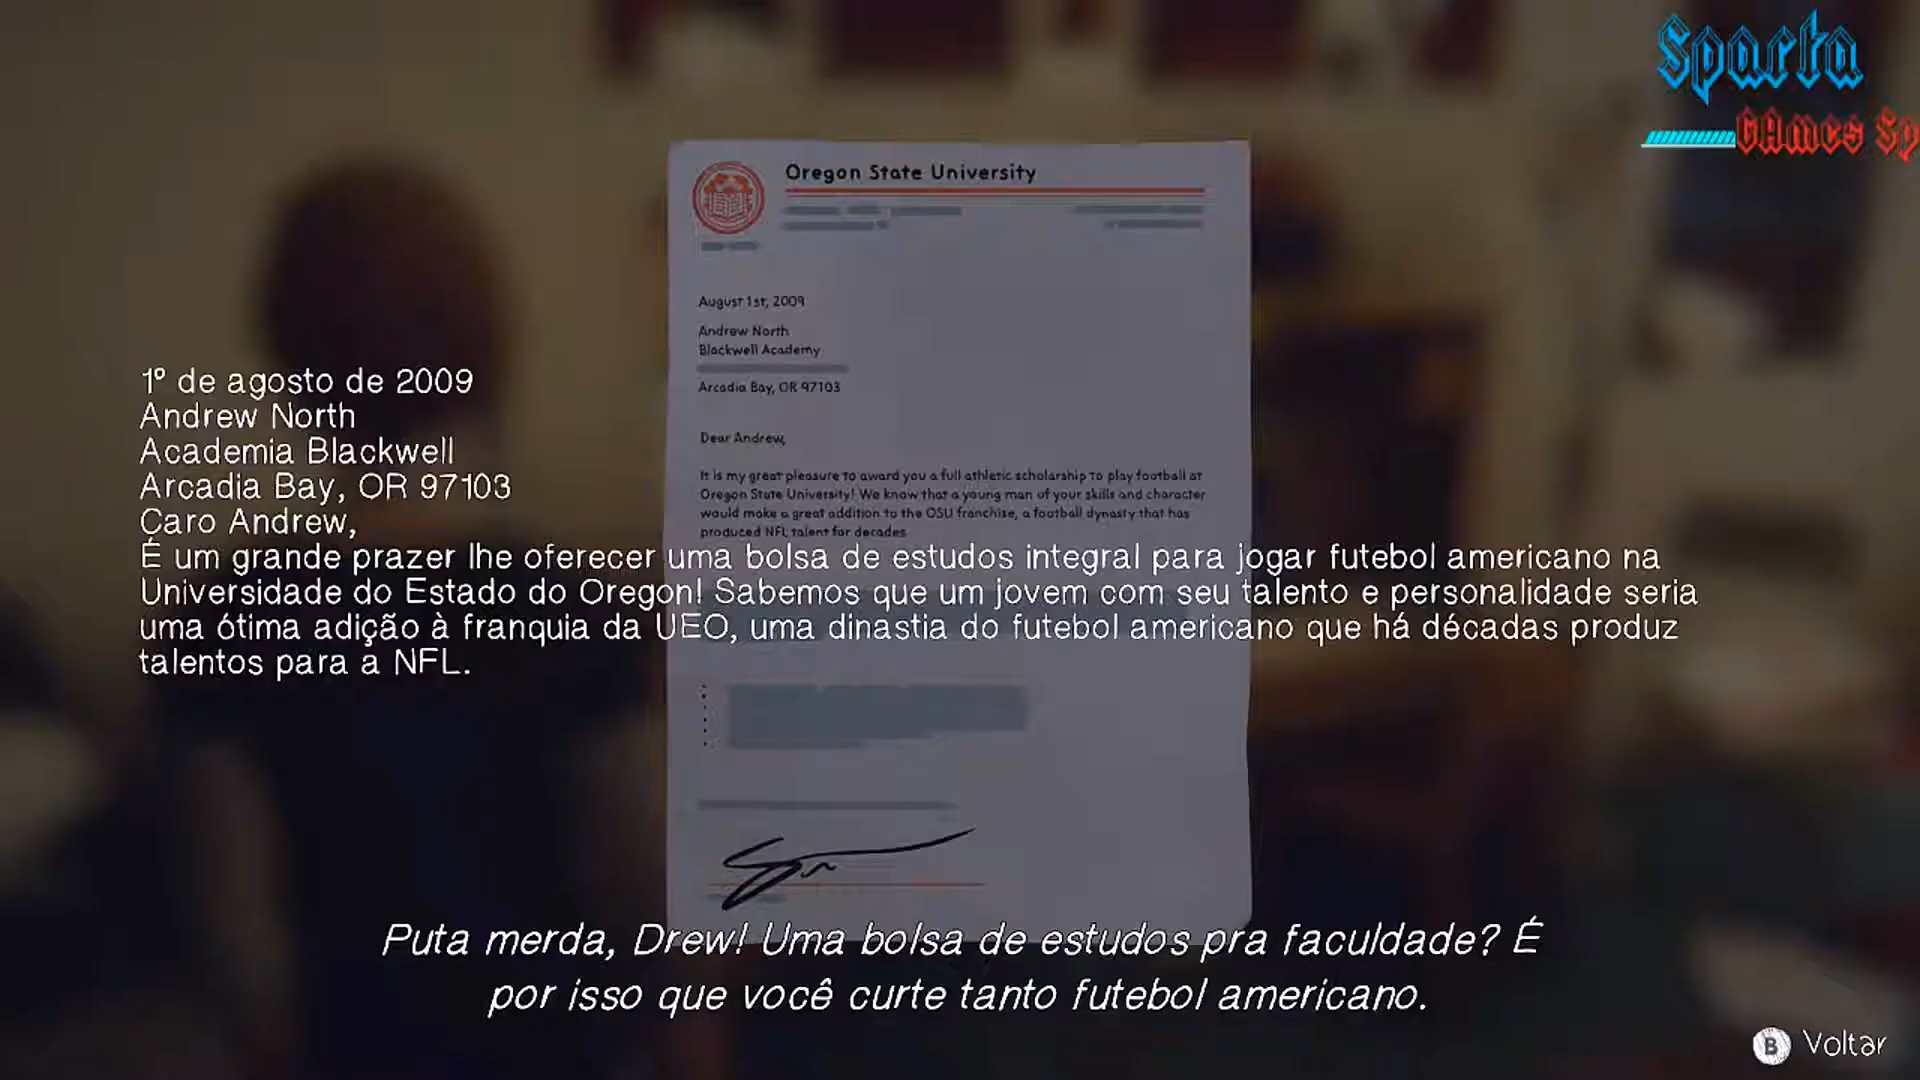 Sparta
GAmes Sp
Oregon State University
August 1st, 2009
Andrew North
Blackwell Academy
Arcadia Bay, OR 97103
Dear Andrew,
It is my great pleasure to award you a full athletic scholarship to play football at
Oregon State University! We know that a young man of your skills and character
would make a great addition to the OSU franchise, a football dynasty that has
produced NFL talent for decades
1º de agosto de 2009
Andrew North
Academia Blackwell
Arcadia Bay, OR 97103
Caro Andrew,
É um grande prazer lhe oferecer uma bolsa de estudos integral para jogar futebol americano na
Universidade do Estado do Oregon! Sabemos que um jovem com seu talento e personalidade seria
uma ótima adição à franquia da UEO, uma dinastia do futebol americano que há décadas produz
talentos para a NFL.
Puta merda, Drew! Uma bolsa de estudos pra faculdade? É
por isso que você curte tanto futebol americano.
B Voltar